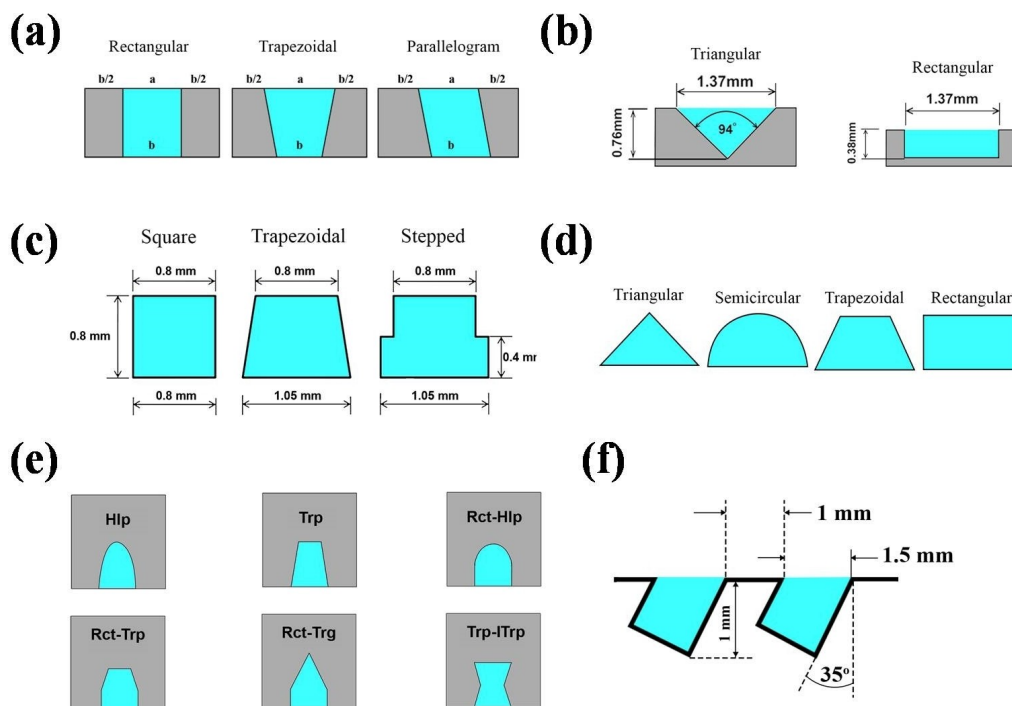 (a)
Rectangular Trapezoidal Parallelogram
b/2 a b/2 b/2 a b/2 b/2 a b/2
b b b
(b)
Triangular
1.37mm
0.76mm
94°
Rectangular
1.37mm
0.38mm
(c)
Square Trapezoidal Stepped
0.8 mm 0.8 mm 0.8 mm
0.8 mm
0.4 m
0.8 mm 1.05 mm 1.05 mm
(d)
Triangular Semicircular Trapezoidal Rectangular
(e)
Hlp Trp Rct-Hlp
Rct-Trp Rct-Trg Trp-ITrp
(f)
1 mm
1.5 mm
1 mm
35°